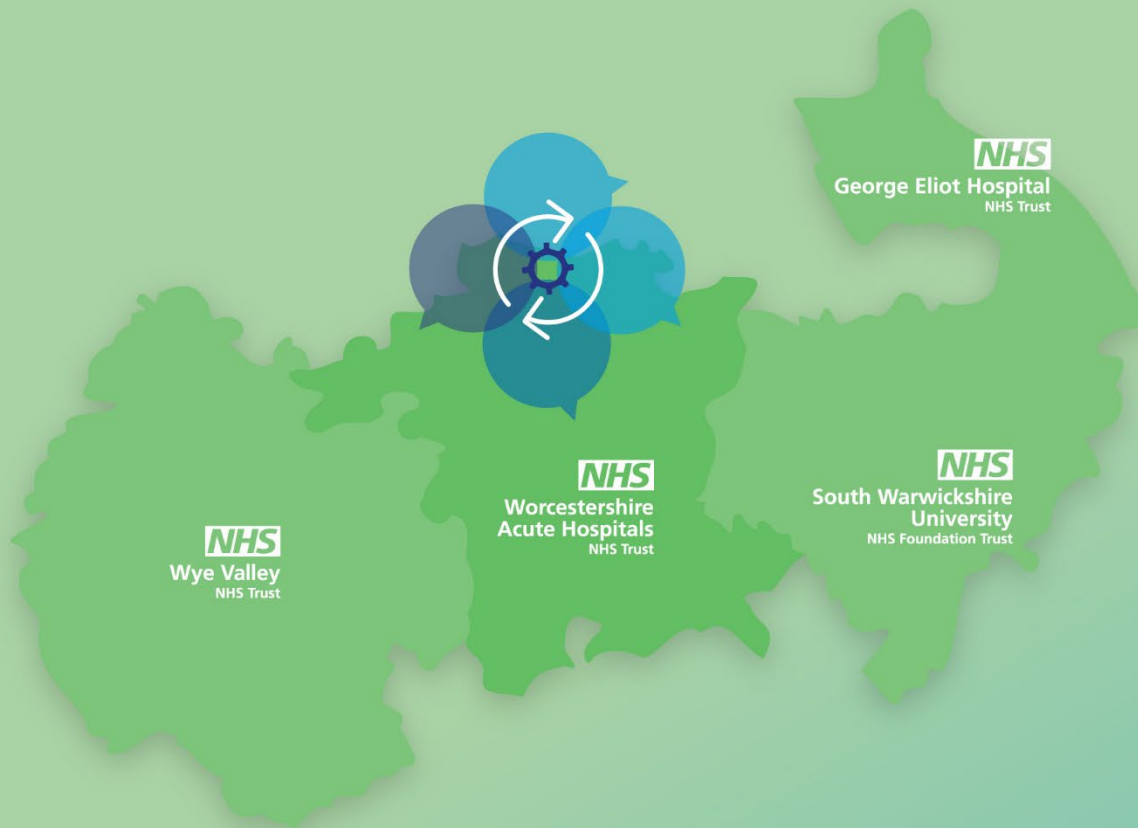 NHS
George Eliot Hospital
NHS Trust
NHS
Worcestershire
Acute Hospitals
NHS Trust
NHS
South Warwickshire
University
NHS Foundation Trust
NHS
Wye Valley
NHS Trust